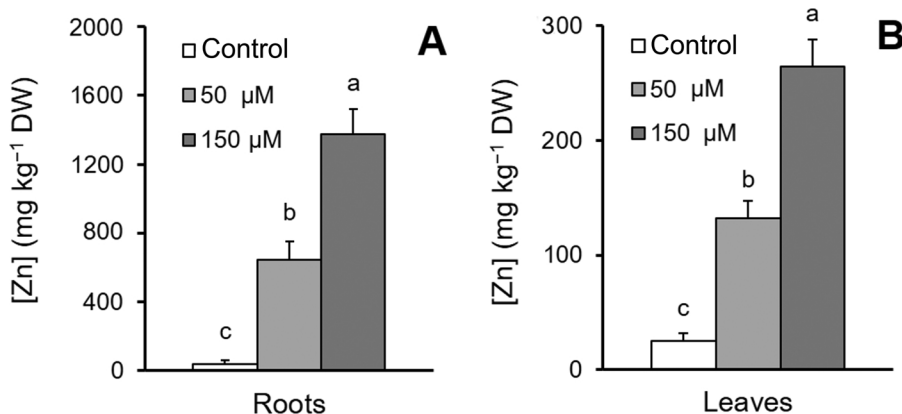 A
[Zn] (mg kg⁻¹ DW)
2000
1600
1200
800
400
0
Control
50 µM
150 µM
a
b
c
Roots
B
[Zn] (mg kg⁻¹ DW)
300
200
100
0
Control
50 µM
150 µM
a
b
c
Leaves